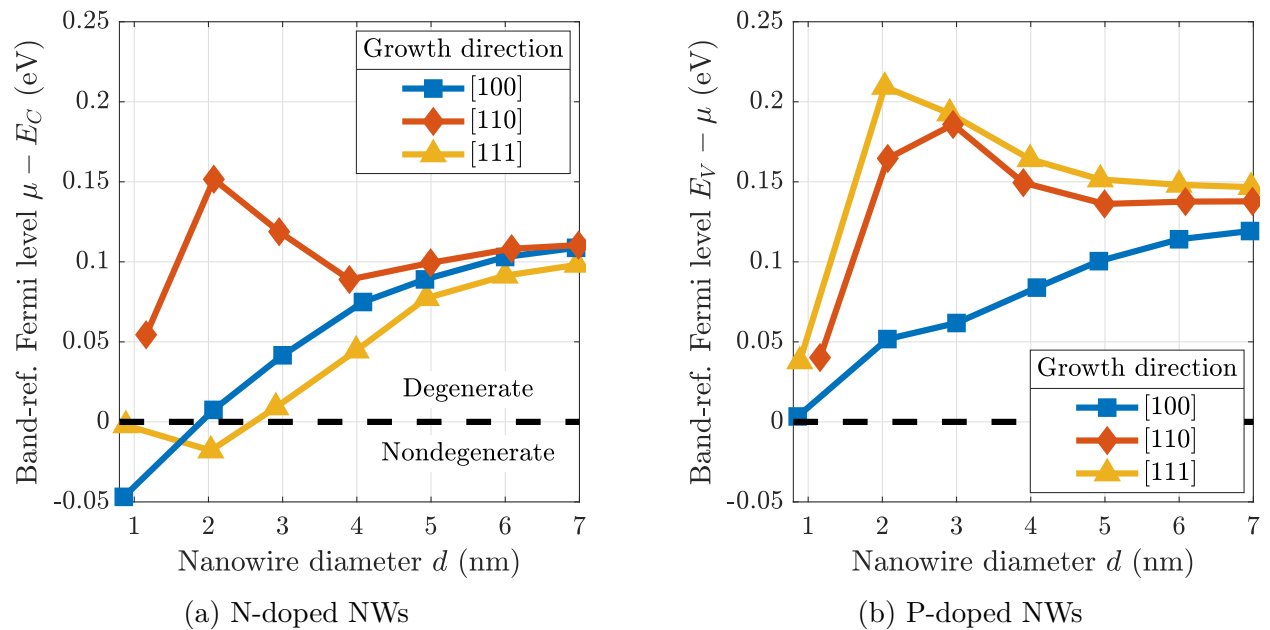 Band-ref. Fermi level μ − E_C (eV)
0.25
0.2
0.15
0.1
0.05
0
-0.05
Growth direction
[100]
[110]
[111]
Degenerate
Nondegenerate
1 2 3 4 5 6 7
Nanowire diameter d (nm)
(a) N-doped NWs
Band-ref. Fermi level E_V − μ (eV)
0.25
0.2
0.15
0.1
0.05
0
-0.05
Growth direction
[100]
[110]
[111]
1 2 3 4 5 6 7
Nanowire diameter d (nm)
(b) P-doped NWs